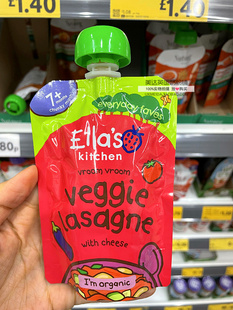 £1.40
£1.40
everyday faves
7+
months
Ella's
kitchen
vroom vroom
veggie
lasagne
with cheese
I'm organic
80p